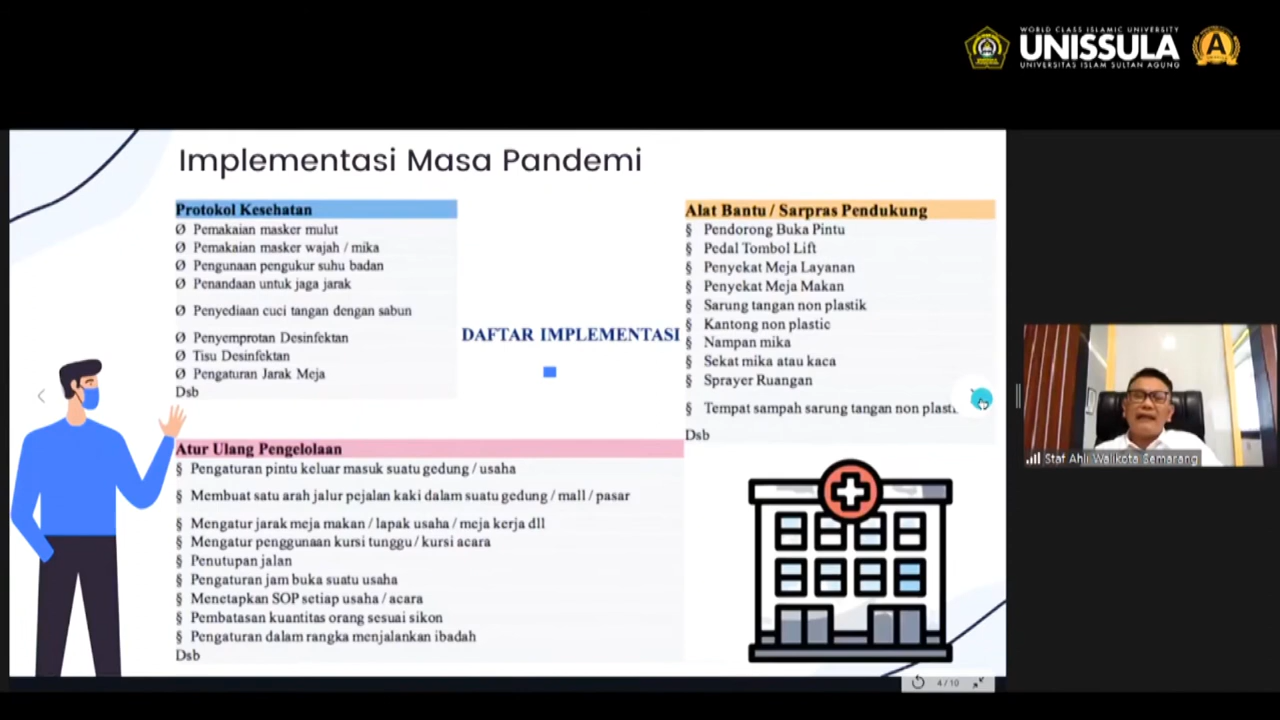 WORLD CLASS ISLAMIC UNIVERSITY
UNISSULA
UNIVERSITAS ISLAM SULTAN AGUNG
A
Implementasi Masa Pandemi
Protokol Kesehatan
Ø Pemakaian masker mulut
Ø Pemakaian masker wajah / mika
Ø Pengunaan pengukur suhu badan
Ø Penandaan untuk jaga jarak
Ø Penyediaan cuci tangan dengan sabun
Ø Penyemprotan Desinfektan
Ø Tisu Desinfektan
Ø Pengaturan Jarak Meja
Dsb
DAFTAR IMPLEMENTASI
Alat Bantu / Sarpras Pendukung
§ Pendorong Buka Pintu
§ Pedal Tombol Lift
§ Penyekat Meja Layanan
§ Penyekat Meja Makan
§ Sarung tangan non plastik
§ Kantong non plastic
§ Nampan mika
§ Sekat mika atau kaca
§ Sprayer Ruangan
§ Tempat sampah sarung tangan non plasti
Dsb
Atur Ulang Pengelolaan
§ Pengaturan pintu keluar masuk suatu gedung / usaha
§ Membuat satu arah jalur pejalan kaki dalam suatu gedung / mall / pasar
§ Mengatur jarak meja makan / lapak usaha / meja kerja dll
§ Mengatur penggunaan kursi tunggu / kursi acara
§ Penutupan jalan
§ Pengaturan jam buka suatu usaha
§ Menetapkan SOP setiap usaha / acara
§ Pembatasan kuantitas orang sesuai sikon
§ Pengaturan dalam rangka menjalankan ibadah
Dsb
Staf Ahli Walikota Semarang
4 / 10